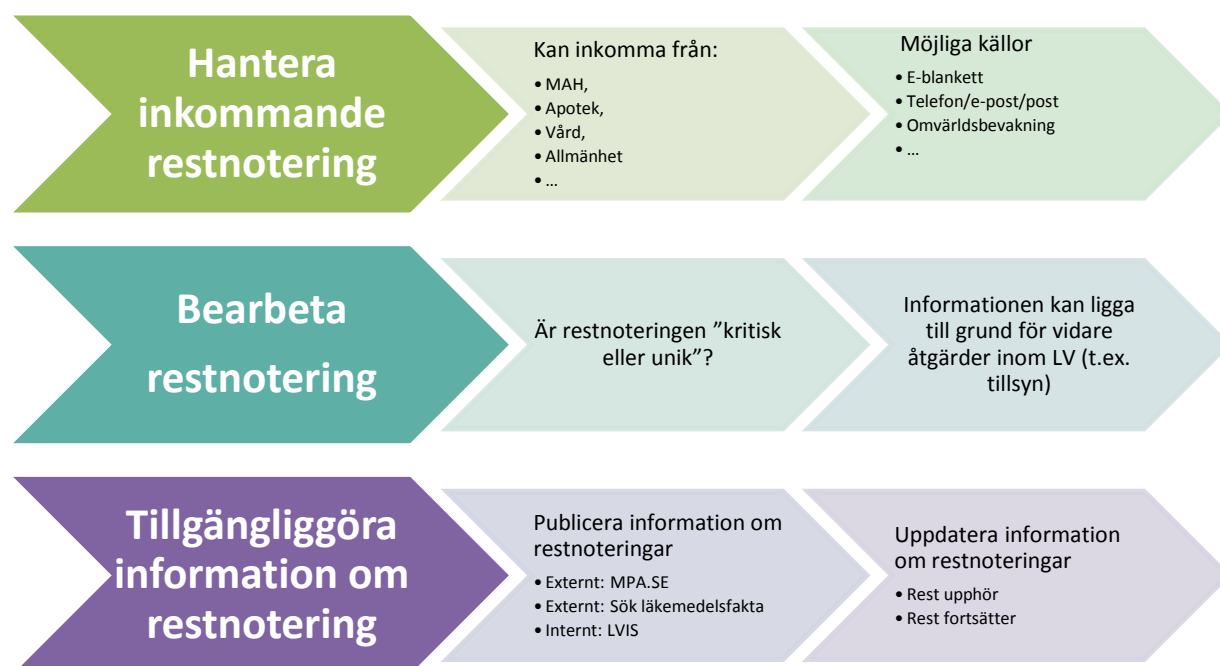 Hantera
inkommande
restnotering
Kan inkomma från:
• MAH,
• Apotek,
• Vård,
• Allmänhet
• ...
Möjliga källor
• E-blankett
• Telefon/e-post/post
• Omvärldsbevakning
• ...
Bearbeta
restnotering
Är restnoteringen ”kritisk
eller unik”?
Informationen kan ligga
till grund för vidare
åtgärder inom LV (t.ex.
tillsyn)
Tillgängliggöra
information om
restnotering
Publicera information om
restnoteringar
• Externt: MPA.SE
• Externt: Sök läkemedelsfakta
• Internt: LVIS
Uppdatera information
om restnoteringar
• Rest upphör
• Rest fortsätter